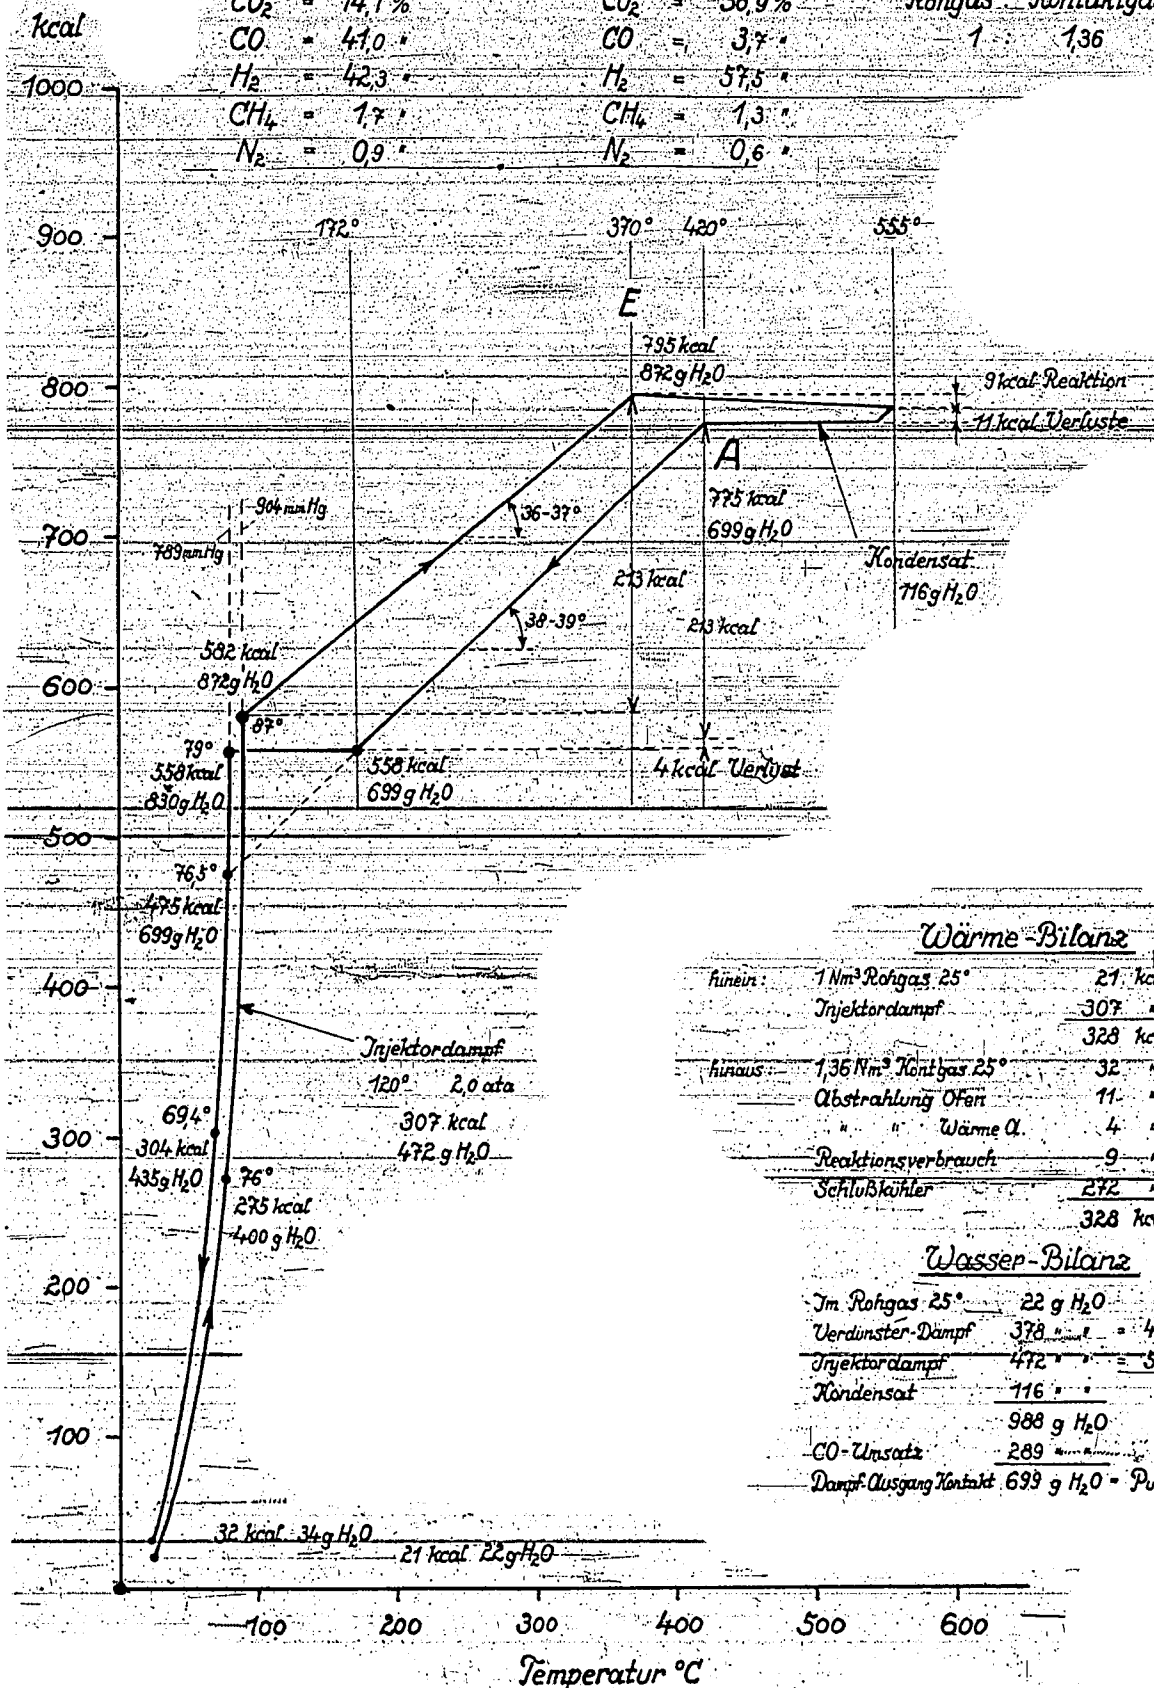 kcal
CO₂ = 14,1 %
CO = 41,0 "
H₂ = 42,3 "
CH₄ = 1,7 "
N₂ = 0,9 "
CO₂ = 36,9 %
CO = 3,7 "
H₂ = 57,5 "
CH₄ = 1,3 "
N₂ = 0,6 "
Rohgas : Kontaktgas
1 : 1,36
1000
900
800
700
600
500
400
300
200
100
172°
370°
420°
555°
E
795 kcal
872 g H₂O
9 kcal Reaktion
11 kcal Verluste
A
775 kcal
699 g H₂O
904 mm Hg
789 mm Hg
36-37°
Kondensat
116 g H₂O
213 kcal
213 kcal
38-39°
582 kcal
872 g H₂O
87°
79°
558 kcal
830 g H₂O
558 kcal
699 g H₂O
4 kcal Verlust
76,5°
475 kcal
699 g H₂O
Injektordampf
120° 2,0 ata
307 kcal
472 g H₂O
69,4°
304 kcal
435 g H₂O
76°
275 kcal
400 g H₂O
32 kcal 34 g H₂O
21 kcal 22 g H₂O
Wärme-Bilanz
hinein: 1 Nm³ Rohgas 25° 21 kc
Injektordampf 307 "
328 kc
hinaus: 1,36 Nm³ Kontgas 25° 32 "
Abstrahlung Ofen 11 "
" " Wärme A. 4 "
Reaktionsverbrauch 9 "
Schlußkühler 272 "
328 kc
Wasser-Bilanz
Im Rohgas 25° 22 g H₂O
Verdunster-Dampf 378 " " = 4
Injektordampf 472 " " = 5
Kondensat 116 " "
988 g H₂O
CO-Umsatz 289 " "
Dampf-Ausgang Kontakt 699 g H₂O = Pu
100 200 300 400 500 600
Temperatur °C